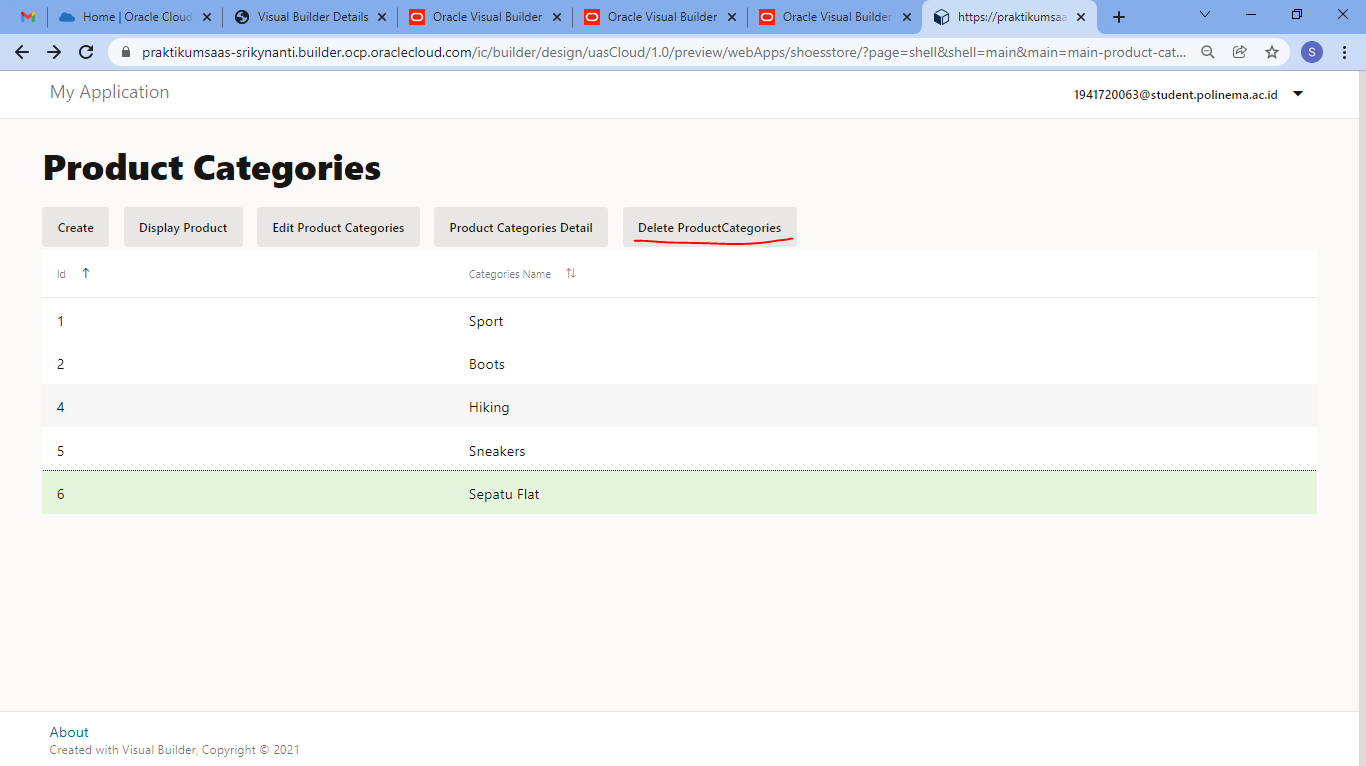 Home | Oracle Cloud
Visual Builder Details
Oracle Visual Builder
Oracle Visual Builder
Oracle Visual Builder
https://praktikumsaa
praktikumsaas-srikynanti.builder.ocp.oraclecloud.com/ic/builder/design/uasCloud/1.0/preview/webApps/shoesstore/?page=shell&shell=main&main=main-product-cat...
S
My Application
1941720063@student.polinema.ac.id
Product Categories
Create
Display Product
Edit Product Categories
Product Categories Detail
Delete ProductCategories
Id
Categories Name
1 Sport
2 Boots
4 Hiking
5 Sneakers
6 Sepatu Flat
About
Created with Visual Builder, Copyright © 2021